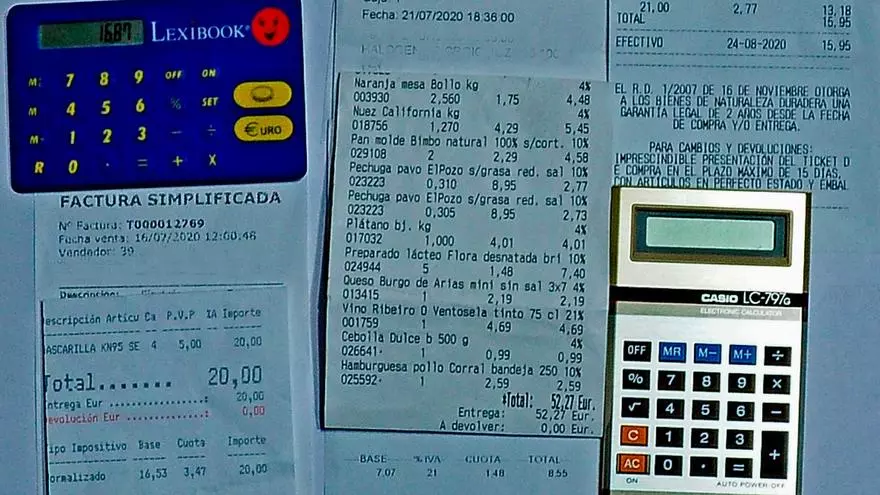 1687
LEXIBOOK
M÷ 7 8 9 OFF ON
M 4 5 6 % SET
M- 1 2 3 - ÷
EURO
R 0 . = + X
FACTURA SIMPLIFICADA
Nº Factura: T000012769
Fecha venta: 16/07/2020 12:00:48
Vendedor: 39
Descripción:
escripción Artícu Ca P.V.P IA Importe
ASCARILLA KN95 SE 4 5,00 20,00
Total....... 20,00
ntrega Eur ..............: 20,00
evolución Eur ............: 0,00
ipo Impositivo Base Cuota Importe
ormalizado 16,53 3,47 20,00
Fecha: 21/07/2020 18:36:00
Naranja mesa Bollo kg 4%
003930 2,560 1,75 4,48
Nuez California kg 4%
018756 1,270 4,29 5,45
Pan molde Bimbo natural 100% s/cort. 10%
029108 2 2,29 4,58
Pechuga pavo ElPozo s/grasa red. sal 10%
023223 0,310 8,95 2,77
Pechuga pavo ElPozo s/grasa red. sal 10%
023223 0,305 8,95 2,73
Plátano bj. kg 4%
017032 1,000 4,01 4,01
Preparado lácteo Flora desnatada bri 10%
024944 5 1,48 7,40
Queso Burgo de Arias mini sin sal 3x7 4%
013415 1 2,19 2,19
Vino Ribeiro O Ventosela tinto 75 cl 21%
001759 1 4,69 4,69
Cebolla Dulce b 500 g 4%
026641· 1 0,99 0,99
Hamburguesa pollo Corral bandeja 250 10%
025592· 1 2,59 2,59
*Total: 52,27 Eur.
Entrega: 52,27 Eur.
A devolver: 0,00 Eur.
BASE %IVA CUOTA TOTAL
7,07 21 1,48 8,55
21,00 2,77 13,18
TOTAL 15,95
EFECTIVO 24-08-2020 15,95
EL R.D. 1/2007 DE 16 DE NOVIEMBRE OTORGA
A LOS BIENES DE NATURALEZA DURADERA UNA
GARANTIA LEGAL DE 2 AÑOS DESDE LA FECHA
DE COMPRA Y/O ENTREGA.
PARA CAMBIOS Y DEVOLUCIONES:
IMPRESCINDIBLE PRESENTACIÓN DEL TICKET D
E COMPRA EN EL PLAZO MÁXIMO DE 15 DÍAS,
CON ARTÍCULOS EN PERFECTO ESTADO Y EMBAL
CASIO LC-797G
ELECTRONIC CALCULATOR
OFF MR M- M+ ÷
% 7 8 9 ×
√ 4 5 6 -
C 1 2 3 +
AC 0 · =
ON AUTO POWER OFF